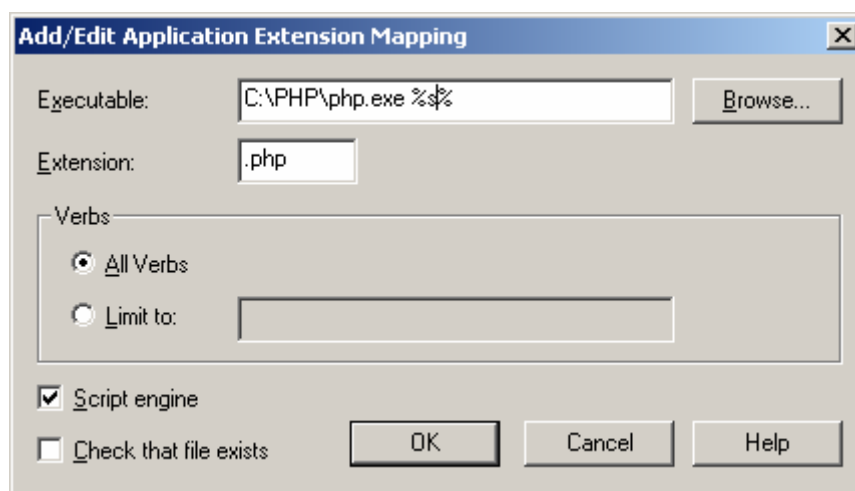 Add/Edit Application Extension Mapping
Executable: C:\PHP\php.exe %s% Browse...
Extension: .php
Verbs
All Verbs
Limit to:
Script engine
Check that file exists OK Cancel Help